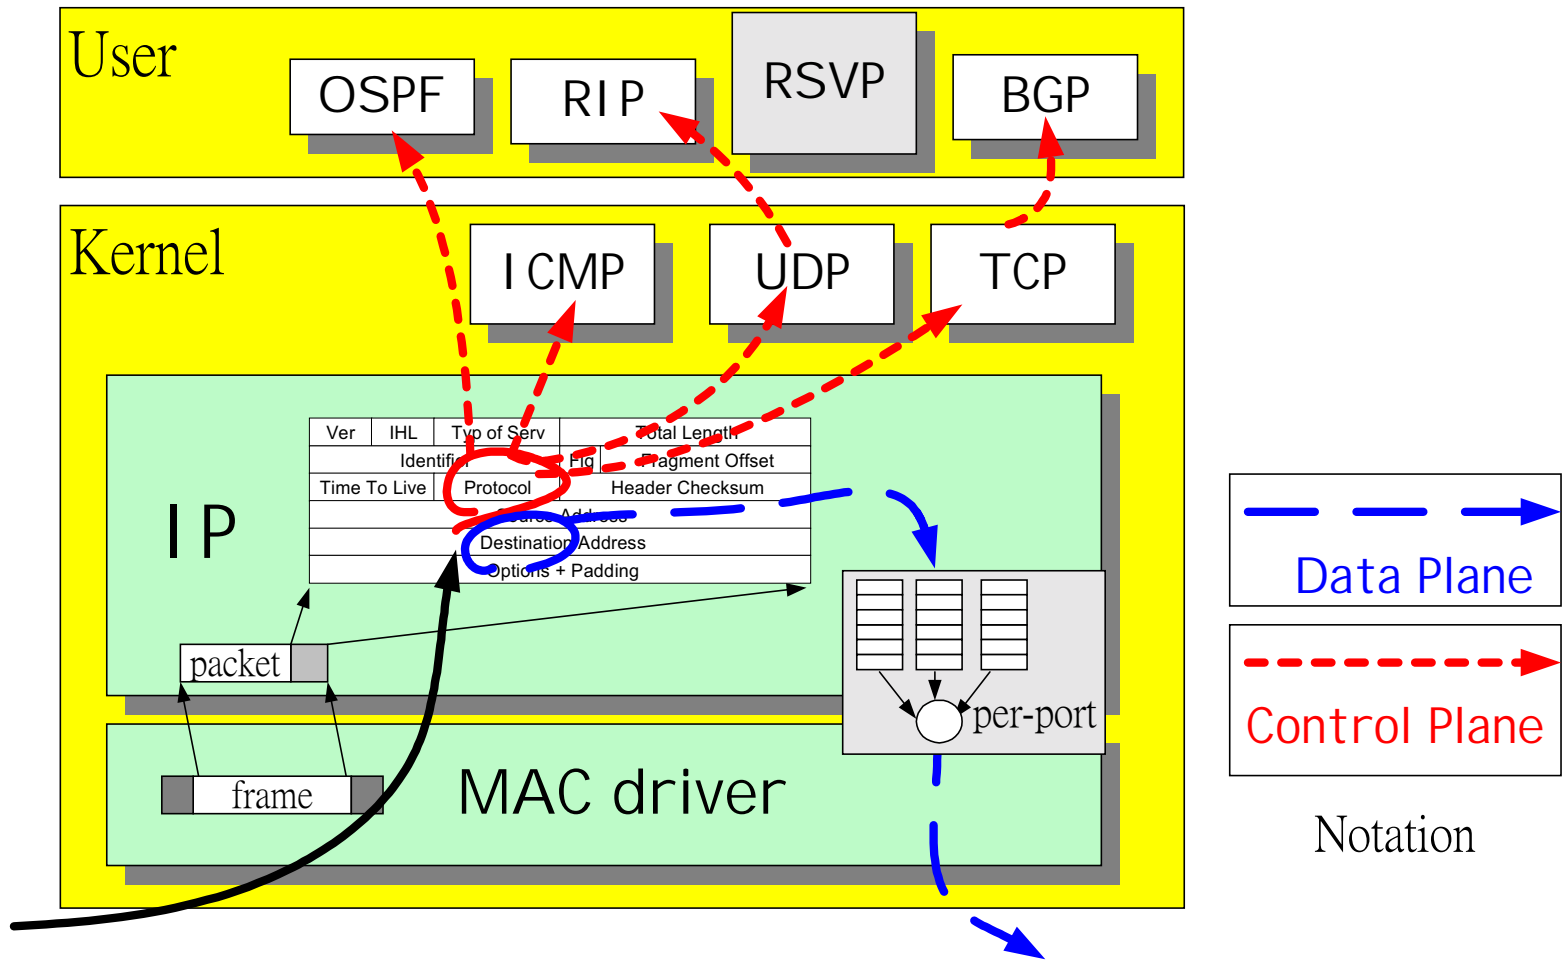 User
OSPF
RIP
RSVP
BGP
Kernel
ICMP
UDP
TCP
IP
Ver IHL Typ of Serv Total Length
Identifier Flg Fragment Offset
Time To Live Protocol Header Checksum
Source Address
Destination Address
Options + Padding
packet
per-port
frame
MAC driver
Data Plane
Control Plane
Notation